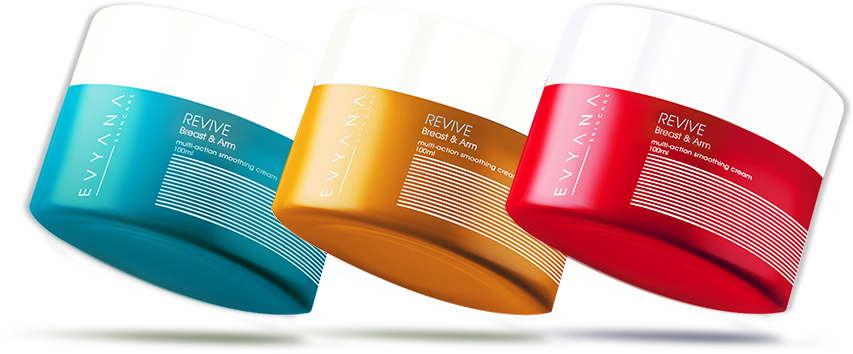 EVYANA
SKINCARE
REVIVE
Breast & Arm
multi-action smoothing cream
100ml
EVYANA
SKINCARE
REVIVE
Breast & Arm
multi-action smoothing cream
100ml
EVYANA
SKINCARE
REVIVE
Breast & Arm
multi-action smoothing cream
100ml